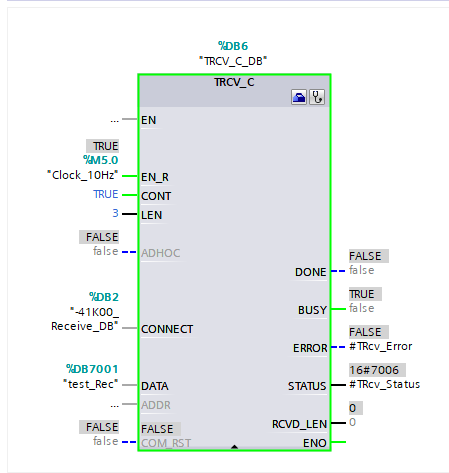 %DB6
"TRCV_C_DB"
TRCV_C
... EN
TRUE
%M5.0
"Clock_10Hz" EN_R
TRUE CONT
3 LEN
FALSE
false ADHOC
FALSE
DONE false
TRUE
BUSY false
%DB2
"-41K00_
Receive_DB" CONNECT
FALSE
ERROR #TRcv_Error
%DB7001
"test_Rec" DATA
16#7006
STATUS #TRcv_Status
... ADDR
0
RCVD_LEN 0
FALSE FALSE
false COM_RST
ENO